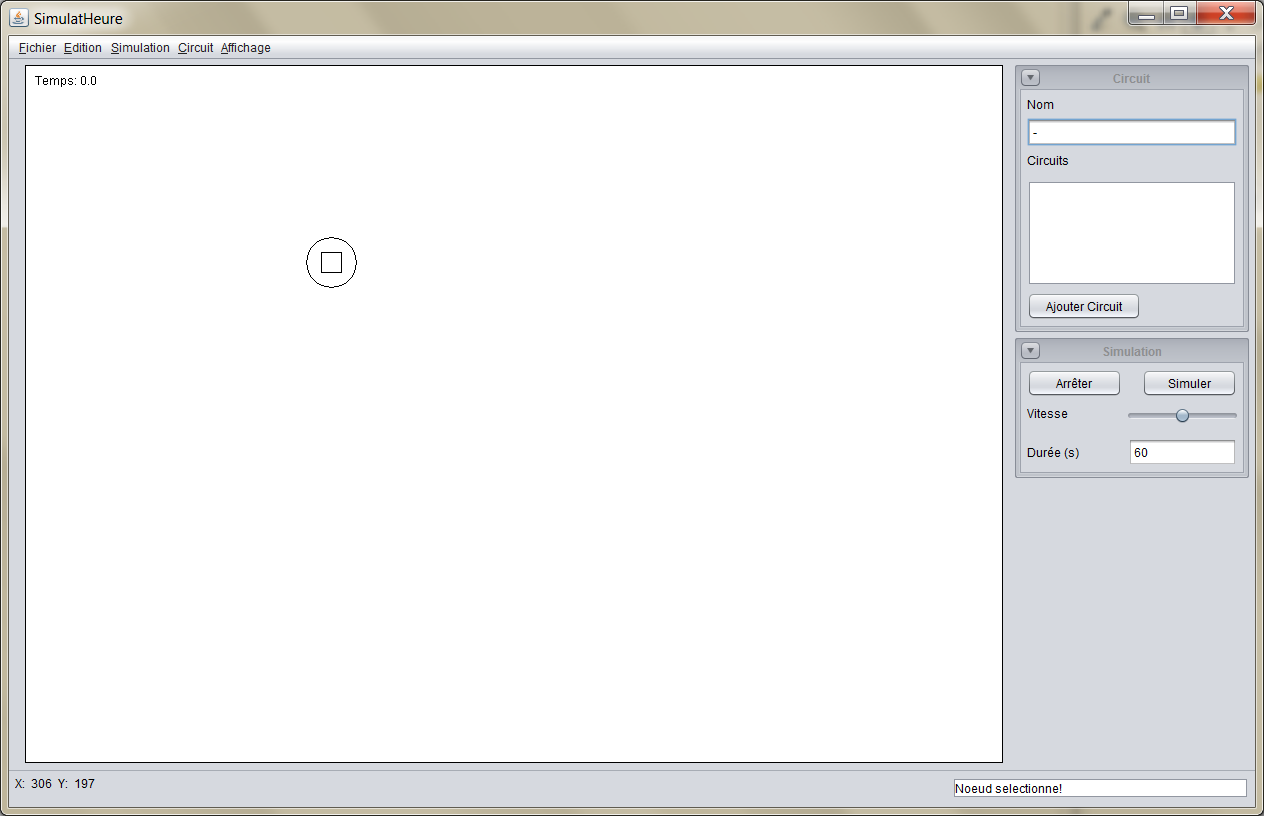 SimulatHeure
Fichier Edition Simulation Circuit Affichage
Temps: 0.0
Circuit
Nom
-
Circuits
Ajouter Circuit
Simulation
Arrêter Simuler
Vitesse
Durée (s) 60
X: 306 Y: 197
Noeud selectionne!